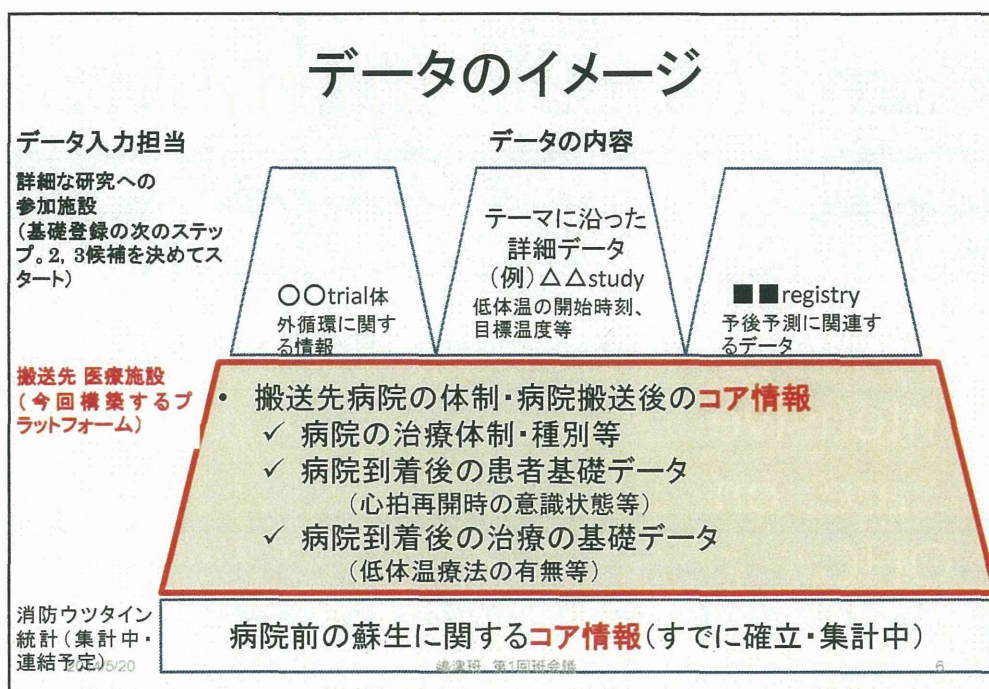 データのイメージ
データ入力担当
データの内容
詳細な研究への
参加施設
(基礎登録の次のステッ
プ。2, 3候補を決めてス
タート)
〇〇trial体
外循環に関す
る情報
テーマに沿った
詳細データ
(例)△△study
低体温の開始時刻、
目標温度等
■■registry
予後予測に関連す
るデータ
搬送先 医療施設
(今回構築するプ
ラットフォーム)
• 搬送先病院の体制・病院搬送後のコア情報
✓ 病院の治療体制・種別等
✓ 病院到着後の患者基礎データ
(心拍再開時の意識状態等)
✓ 病院到着後の治療の基礎データ
(低体温療法の有無等)
消防ウツタイン
統計(集計中・
連結予定)
病院前の蘇生に関するコア情報(すでに確立・集計中)
嶋津班 第1回班会議
6